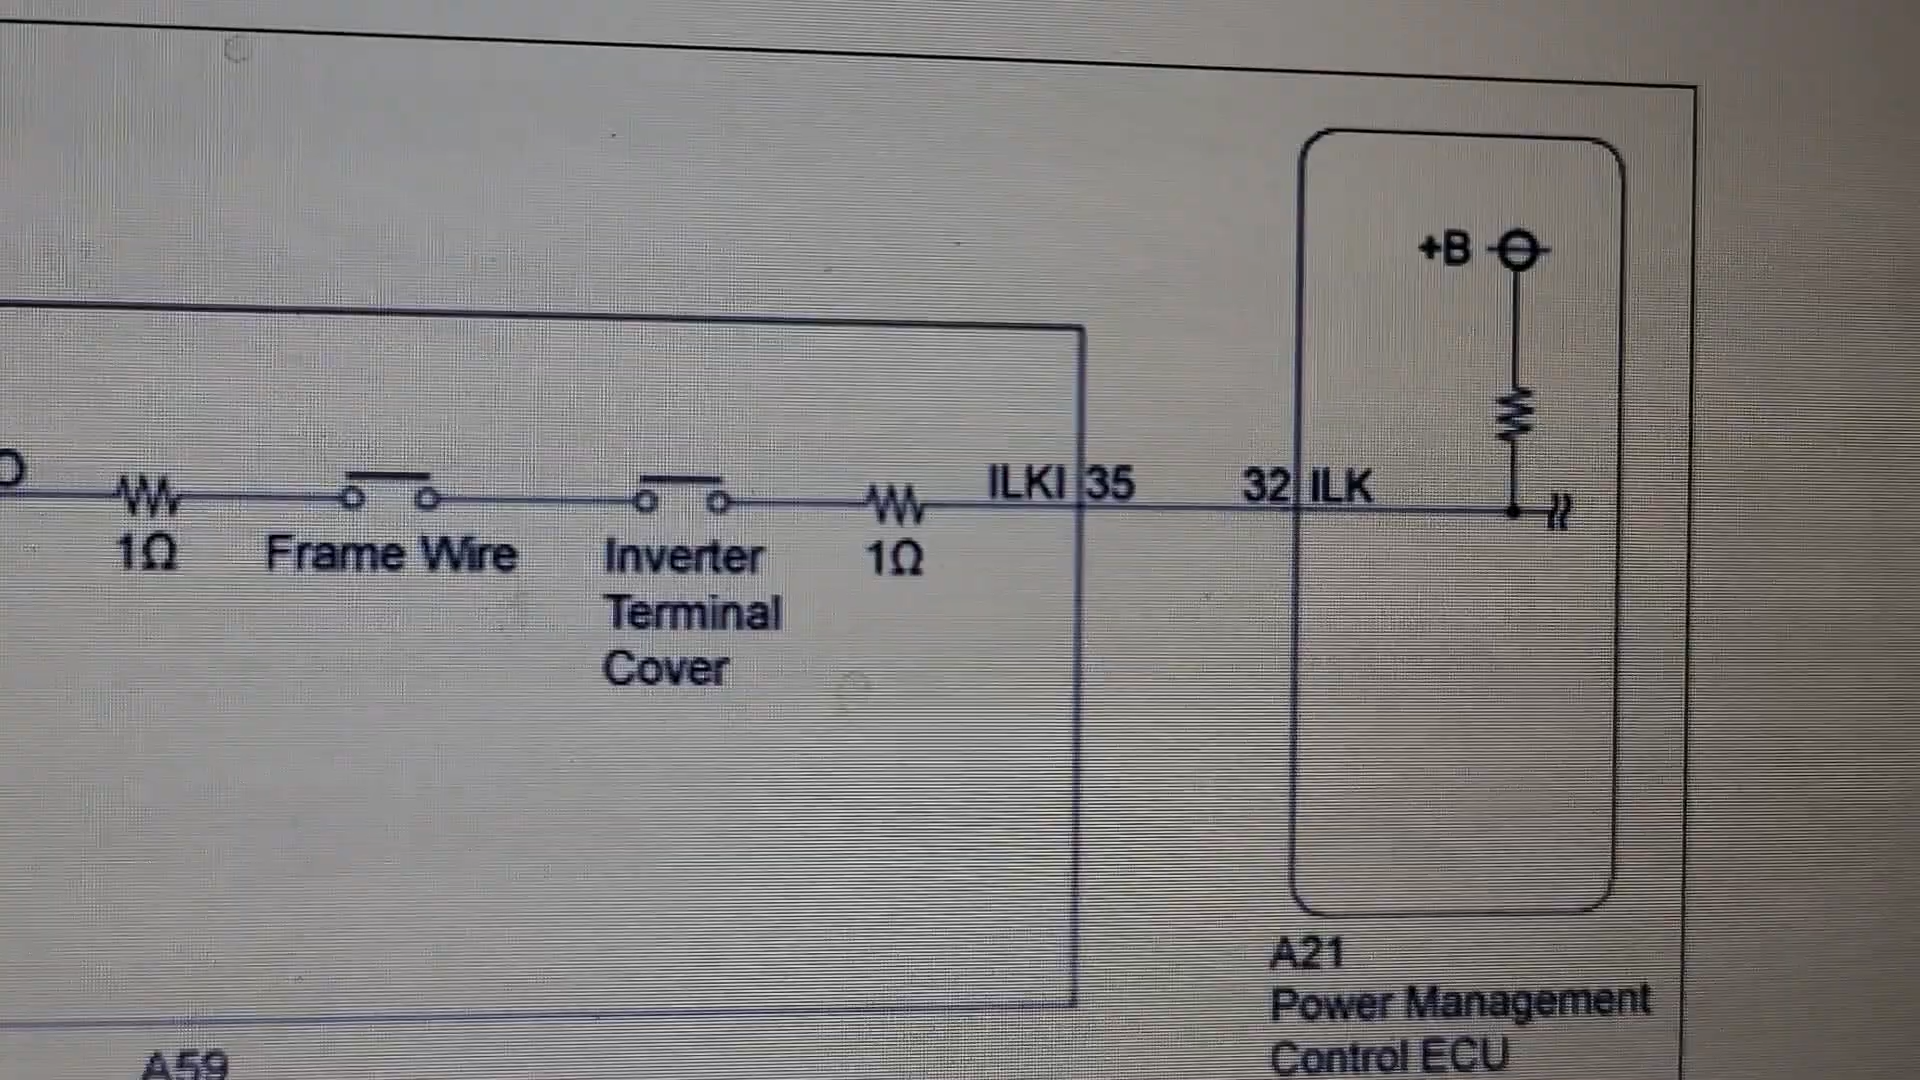 +B
ILKI 35
32 ILK
1Ω
Frame Wire
Inverter
Terminal
Cover
1Ω
A21
Power Management
Control ECU
A59